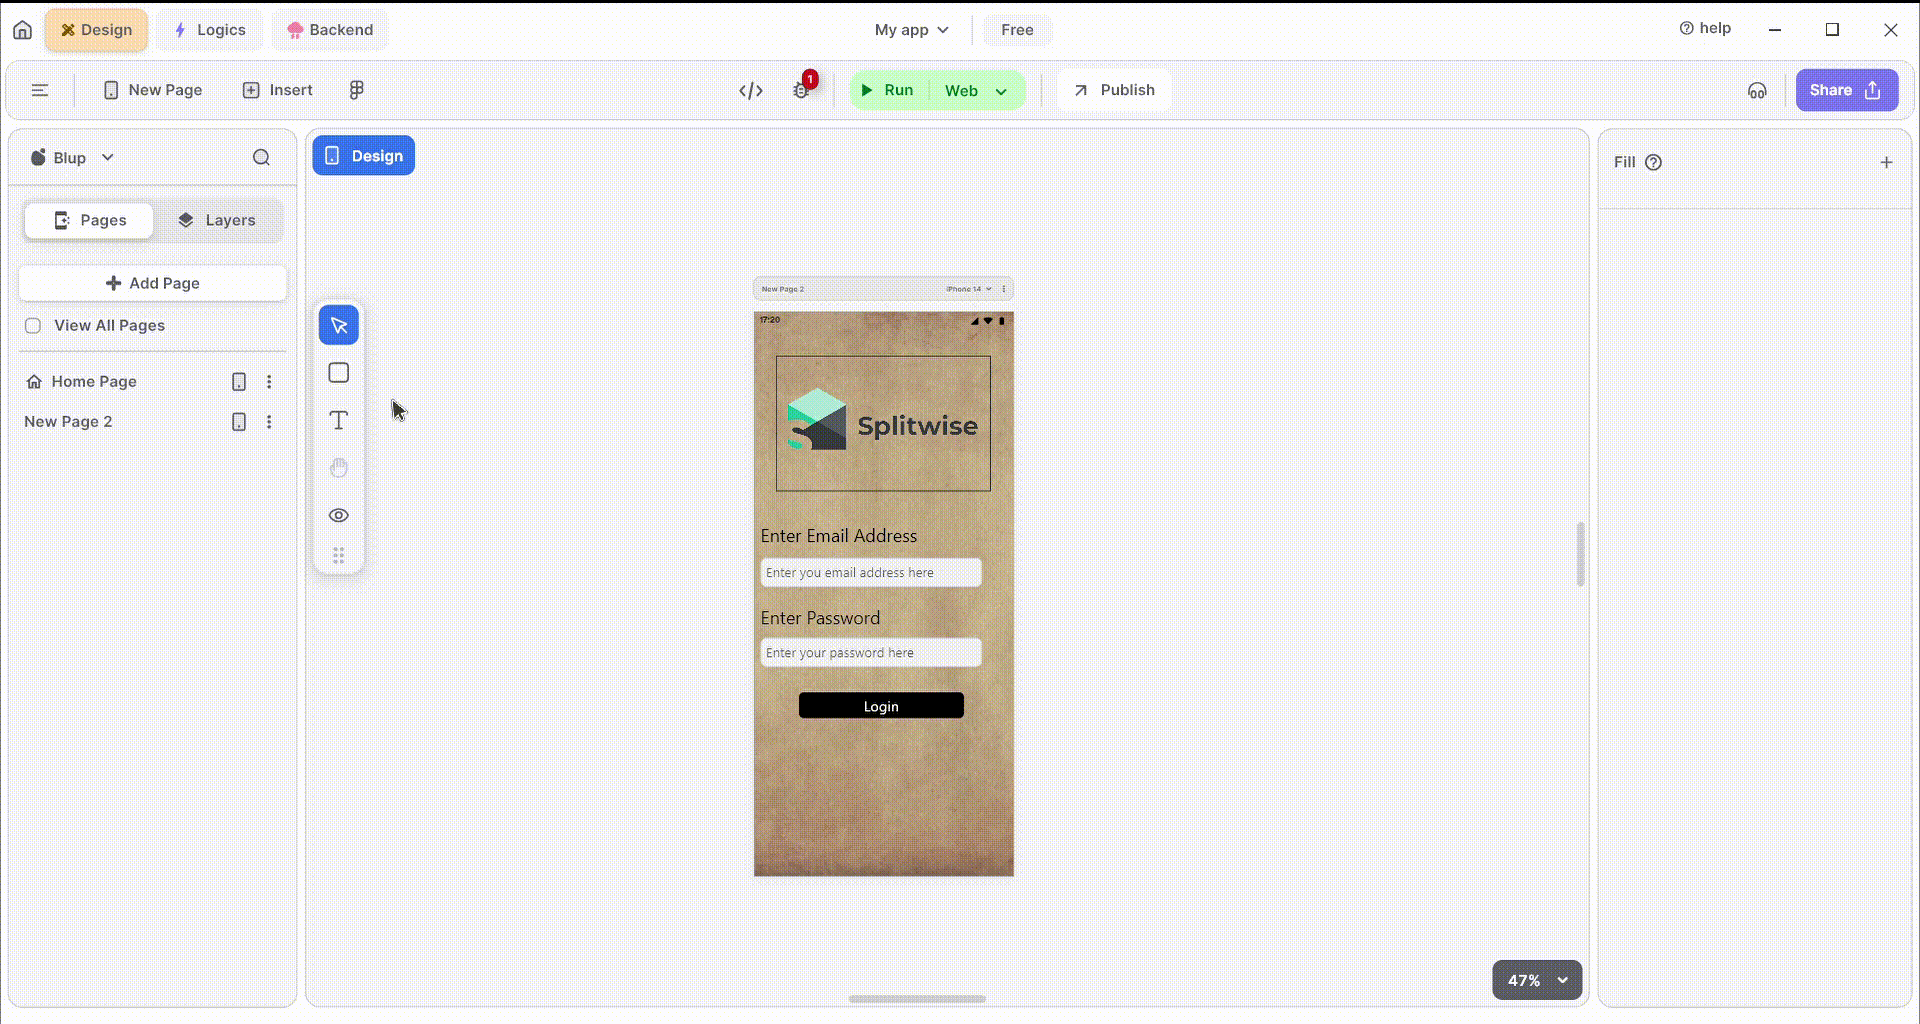 Design
Logics
Backend
My app
Free
help
New Page
Insert
1
Run
Web
Publish
Share
Blup
Design
Fill
Pages
Layers
Add Page
View All Pages
Home Page
New Page 2
New Page 2
iPhone 14
17:20
Splitwise
Enter Email Address
Enter you email address here
Enter Password
Enter your password here
Login
47%